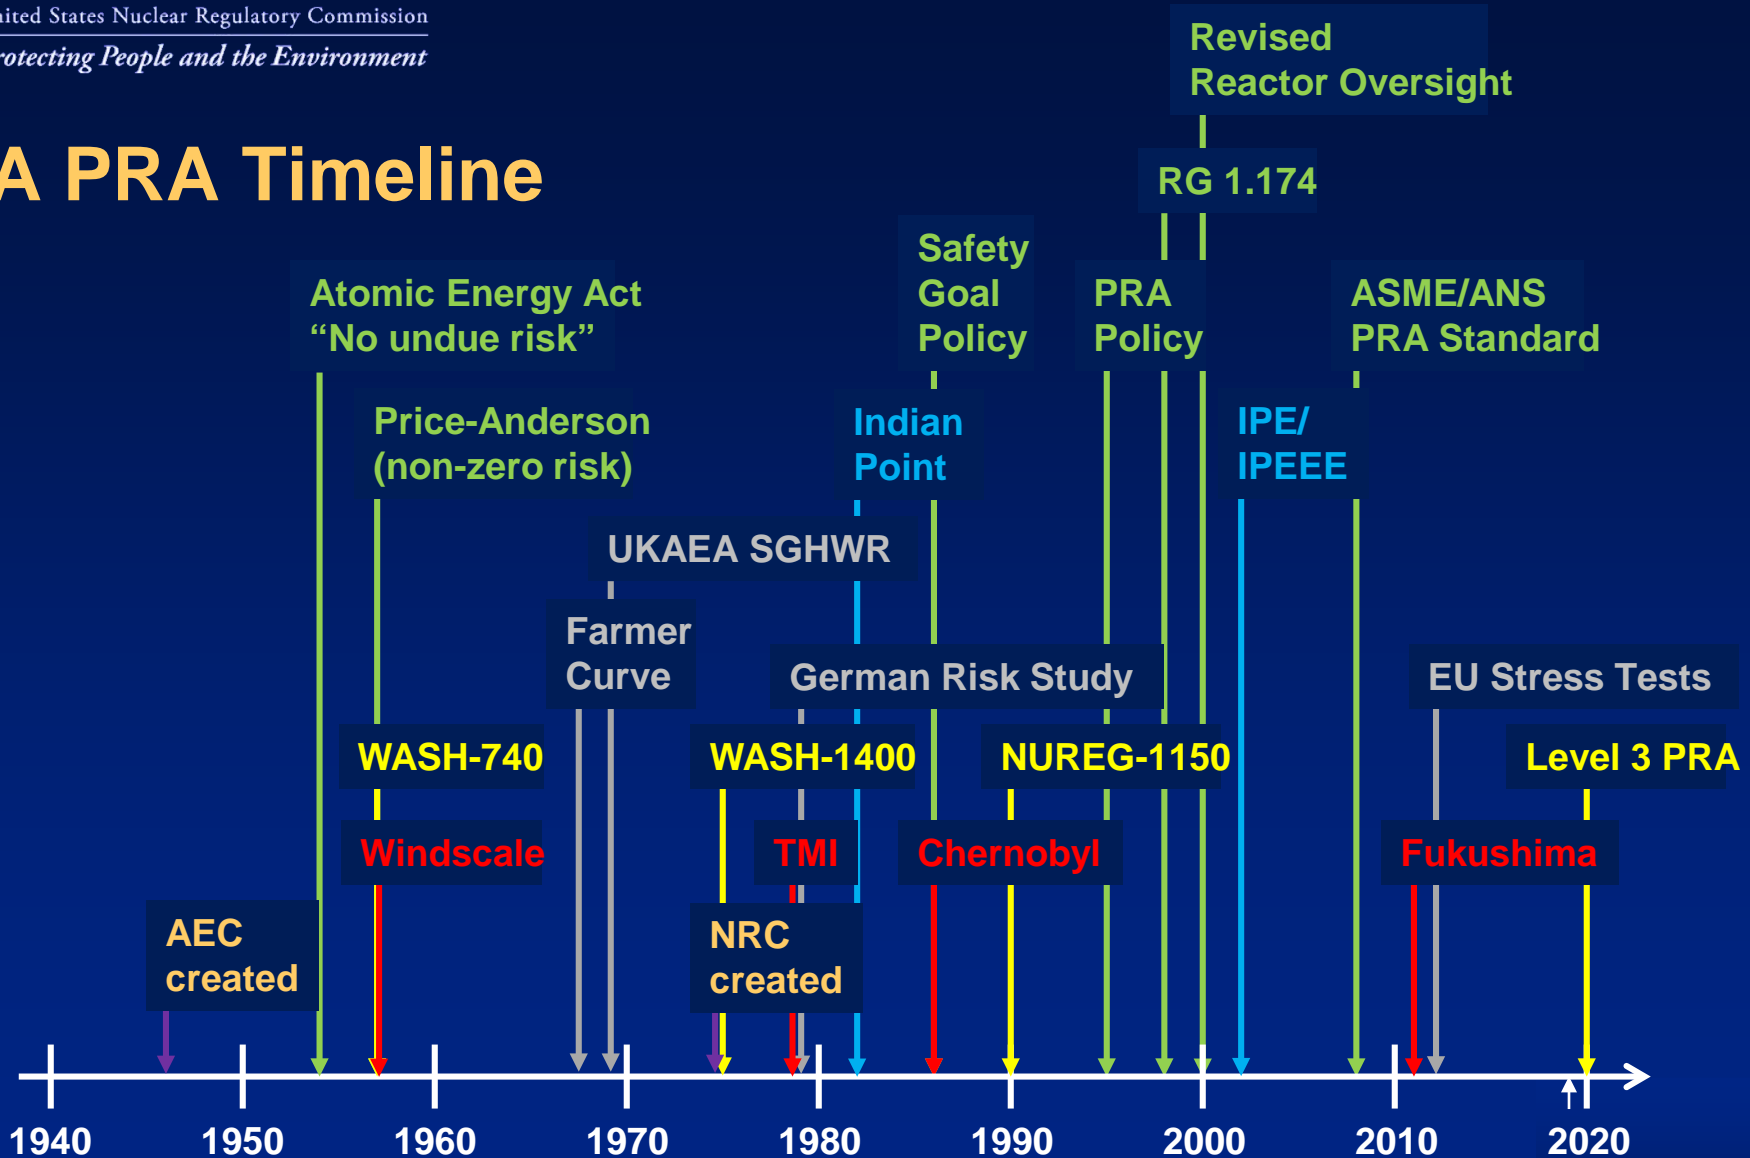 nited States Nuclear Regulatory Commission
rotecting People and the Environment
A PRA Timeline
Revised
Reactor Oversight
RG 1.174
Safety
Goal
Policy
Atomic Energy Act
“No undue risk”
PRA
Policy
ASME/ANS
PRA Standard
Price-Anderson
(non-zero risk)
Indian
Point
IPE/
IPEEE
UKAEA SGHWR
Farmer
Curve
German Risk Study
EU Stress Tests
WASH-740
WASH-1400
NUREG-1150
Level 3 PRA
Windscale
TMI
Chernobyl
Fukushima
AEC
created
NRC
created
1940
1950
1960
1970
1980
1990
2000
2010
2020